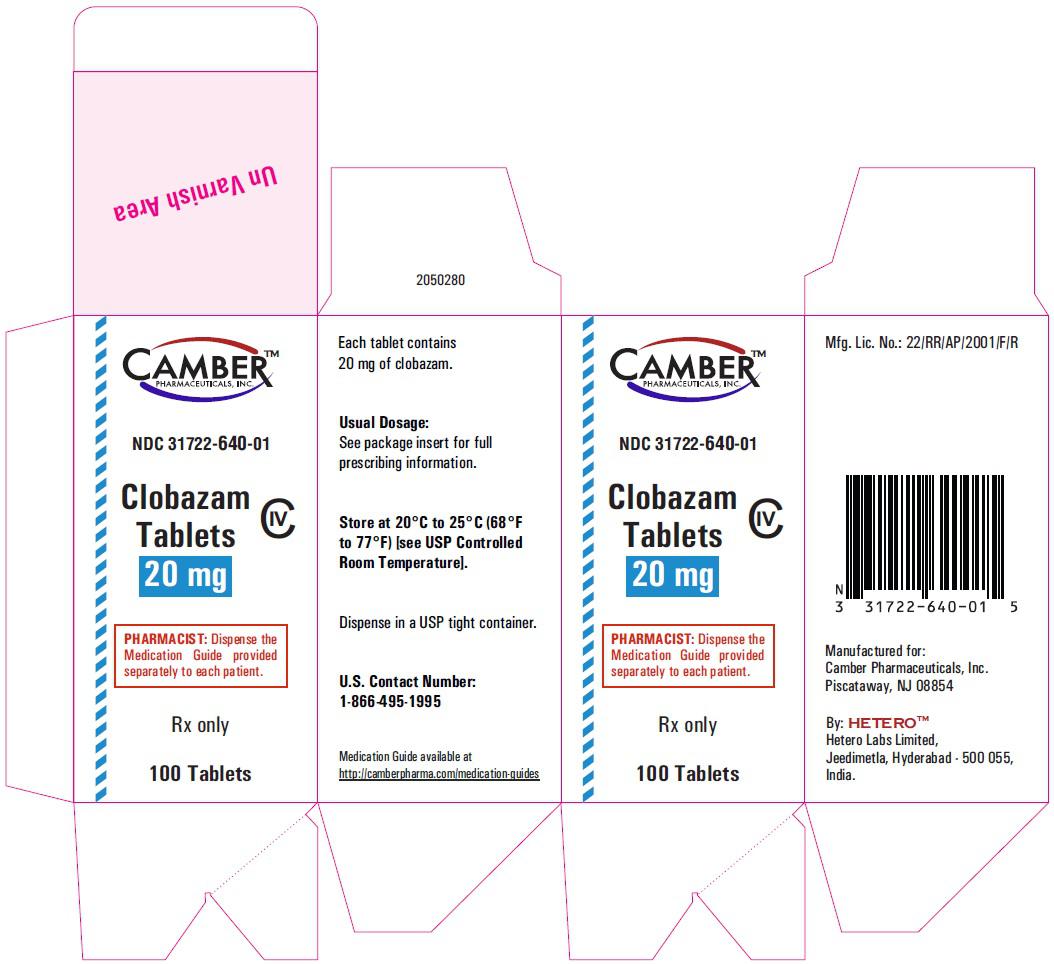 Un Varnish Area
2050280
CAMBER™
PHARMACEUTICALS, INC.
NDC 31722-640-01
Clobazam
Tablets
CIV
20 mg
PHARMACIST: Dispense the
Medication Guide provided
separately to each patient.
Rx only
100 Tablets
Each tablet contains
20 mg of clobazam.
Usual Dosage:
See package insert for full
prescribing information.
Store at 20°C to 25°C (68°F
to 77°F) [see USP Controlled
Room Temperature].
Dispense in a USP tight container.
U.S. Contact Number:
1-866-495-1995
Medication Guide available at
http://camberpharma.com/medication-guides
CAMBER™
PHARMACEUTICALS, INC.
NDC 31722-640-01
Clobazam
Tablets
CIV
20 mg
PHARMACIST: Dispense the
Medication Guide provided
separately to each patient.
Rx only
100 Tablets
Mfg. Lic. No.: 22/RR/AP/2001/F/R
N
3 31722-640-01 5
Manufactured for:
Camber Pharmaceuticals, Inc.
Piscataway, NJ 08854
By: HETERO™
Hetero Labs Limited,
Jeedimetla, Hyderabad - 500 055,
India.